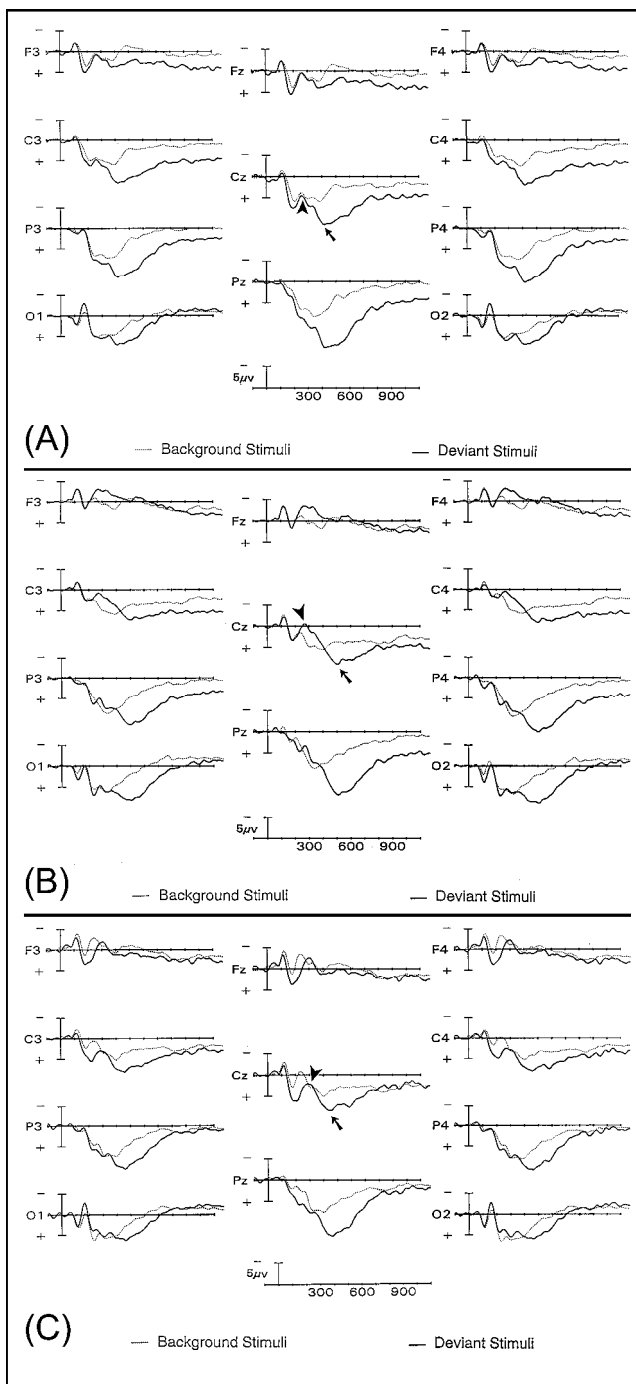 F3 − +
Fz − +
F4 − +
C3 − +
Cz − +
C4 − +
P3 − +
Pz − +
P4 − +
O1 − +
O2 − +
−
5μv
300 600 900
(A)
Background Stimuli Deviant Stimuli
F3 − +
Fz − +
F4 − +
C3 − +
Cz − +
C4 − +
P3 − +
Pz − +
P4 − +
O1 − +
O2 − +
−
5μv
300 600 900
(B)
Background Stimuli Deviant Stimuli
F3 − +
Fz − +
F4 − +
C3 − +
Cz − +
C4 − +
P3 − +
Pz − +
P4 − +
O1 − +
O2 − +
−
5μv
300 600 900
(C)
Background Stimuli Deviant Stimuli